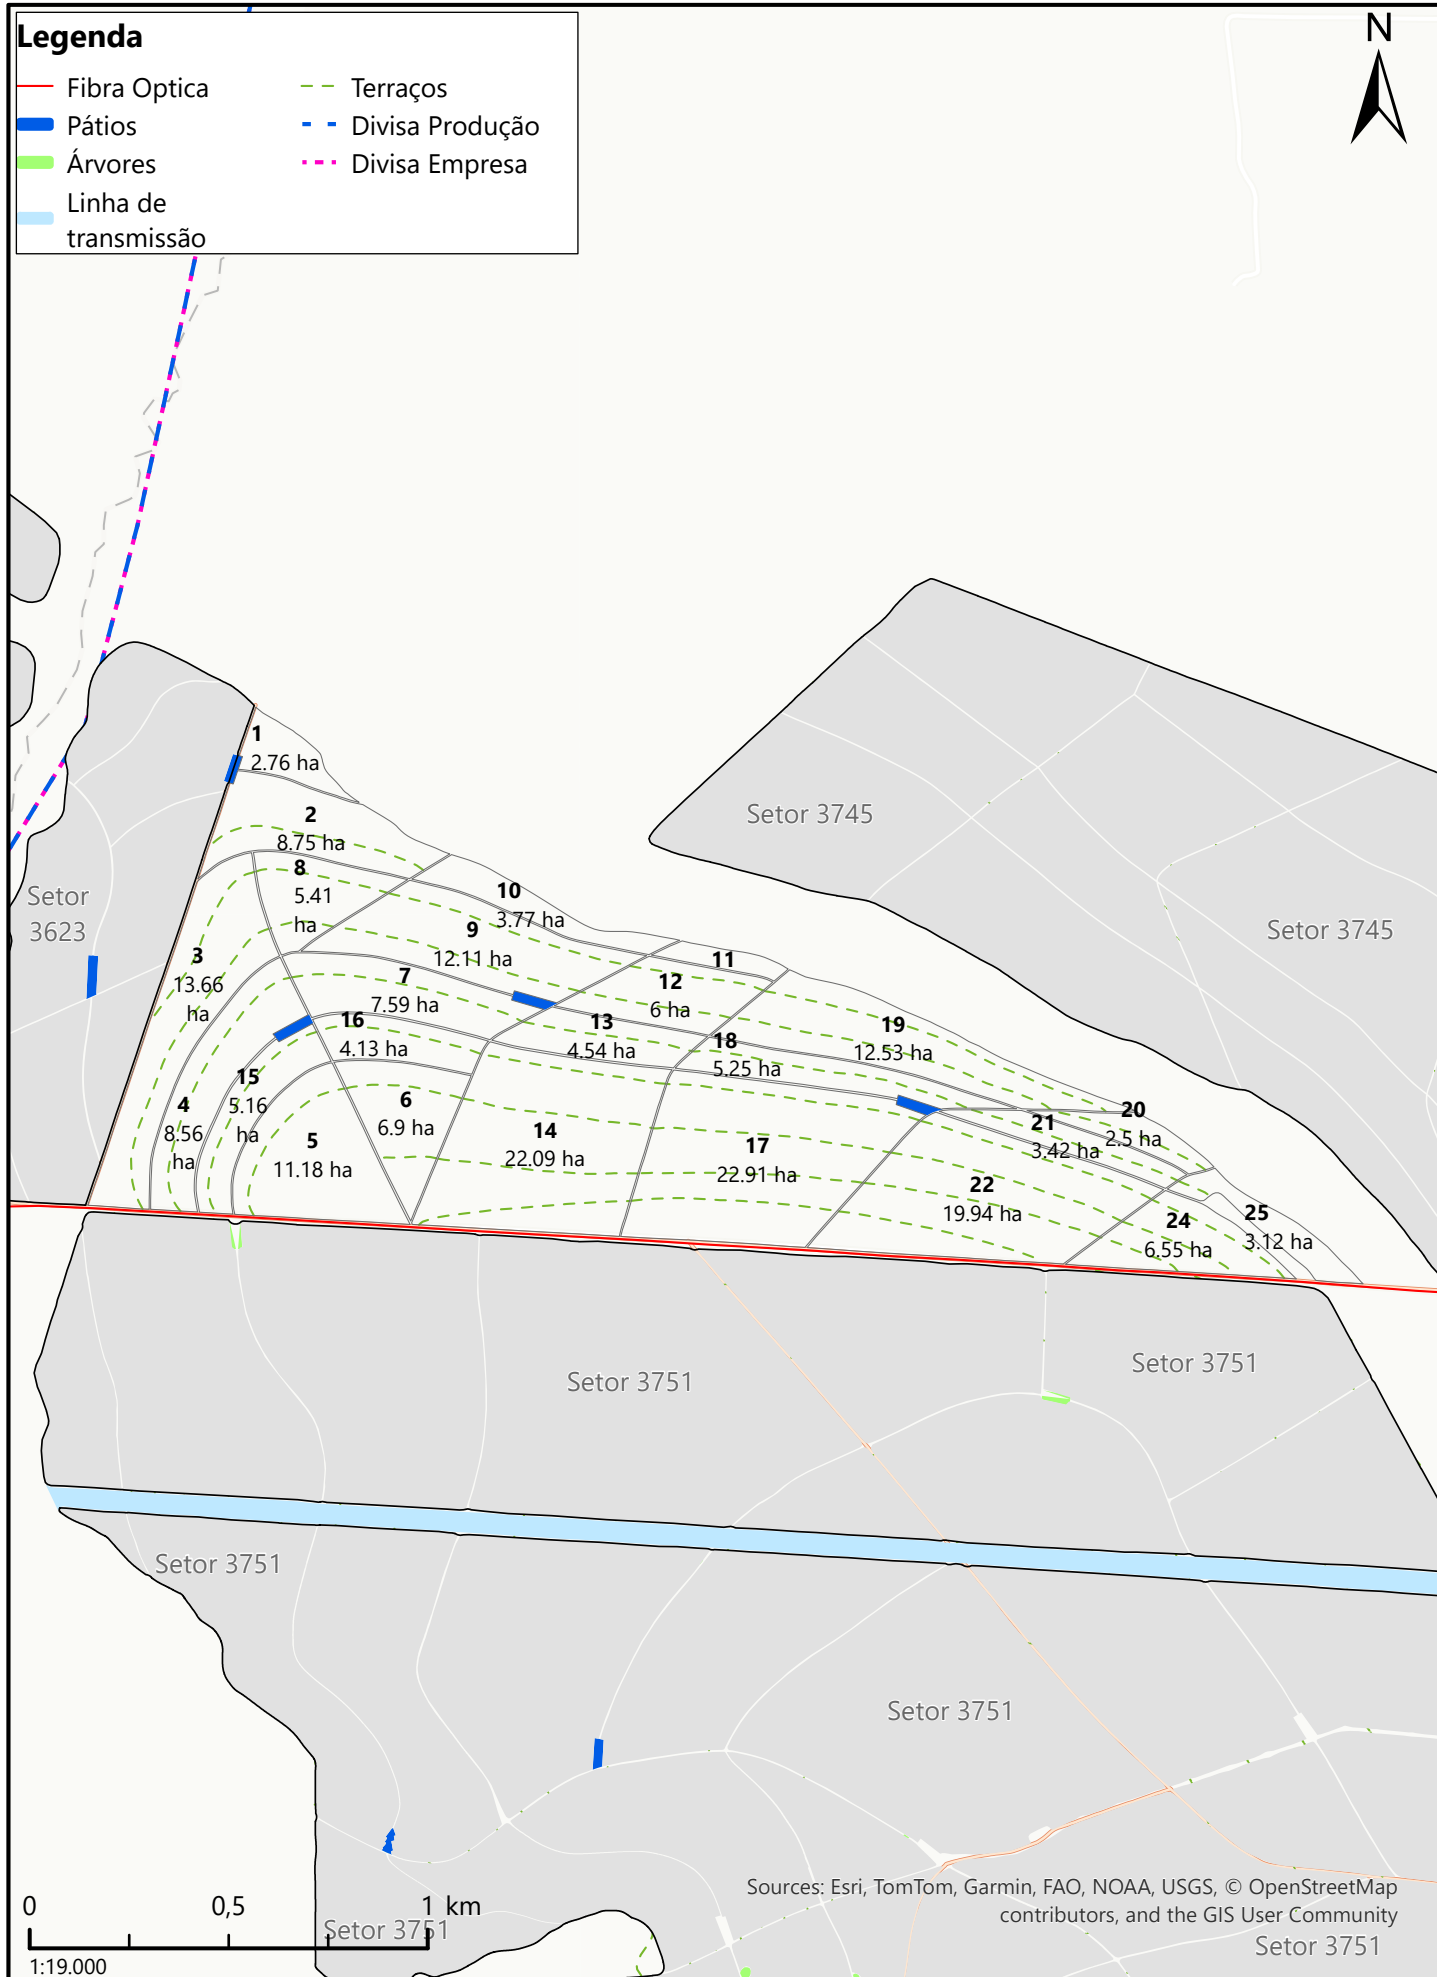 Legenda
Fibra Optica
Pátios
Árvores
Linha de
transmissão
Terraços
Divisa Produção
Divisa Empresa
N
1
2.76 ha
2
8.75 ha
8
5.41
ha
10
3.77 ha
9
12.11 ha
3
13.66
ha
7
7.59 ha
11
12
6 ha
16
4.13 ha
13
4.54 ha
18
5.25 ha
19
12.53 ha
15
5.16
ha
4
8.56
ha
6
6.9 ha
5
11.18 ha
14
22.09 ha
17
22.91 ha
21
3.42 ha
20
2.5 ha
22
19.94 ha
24
6.55 ha
25
3.12 ha
Setor 3745
Setor 3745
Setor
3623
Setor 3751
Setor 3751
Setor 3751
Setor 3751
Setor 3751
Setor 3751
0
0,5
1 km
1:19.000
Sources: Esri, TomTom, Garmin, FAO, NOAA, USGS, © OpenStreetMap
contributors, and the GIS User Community